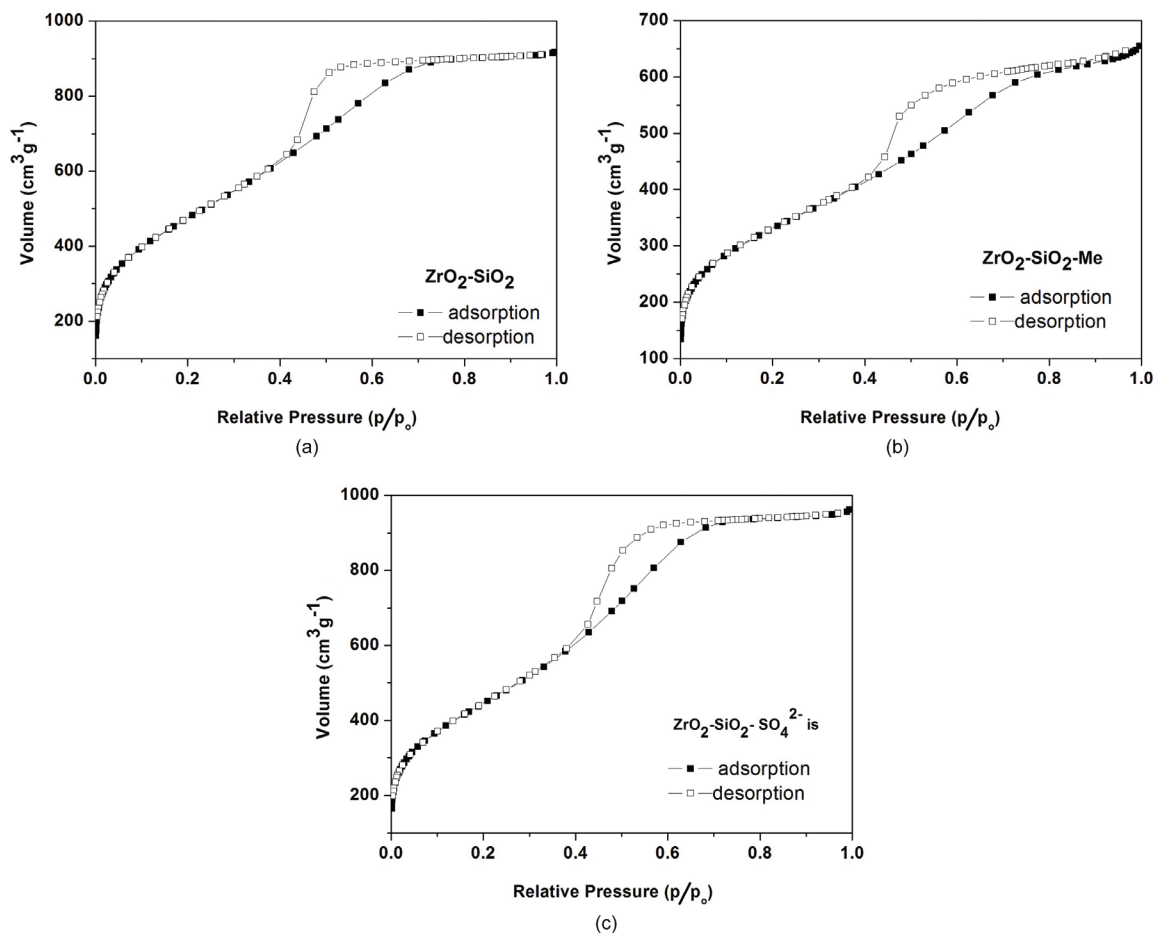 1000
800
600
400
200
Volume (cm³g⁻¹)
ZrO₂-SiO₂
adsorption
desorption
0.0 0.2 0.4 0.6 0.8 1.0
Relative Pressure (p/pₒ)
(a)
700
600
500
400
300
200
100
Volume (cm³g⁻¹)
ZrO₂-SiO₂-Me
adsorption
desorption
0.0 0.2 0.4 0.6 0.8 1.0
Relative Pressure (p/pₒ)
(b)
1000
800
600
400
200
Volume (cm³g⁻¹)
ZrO₂-SiO₂- SO₄²⁻ is
adsorption
desorption
0.0 0.2 0.4 0.6 0.8 1.0
Relative Pressure (p/pₒ)
(c)